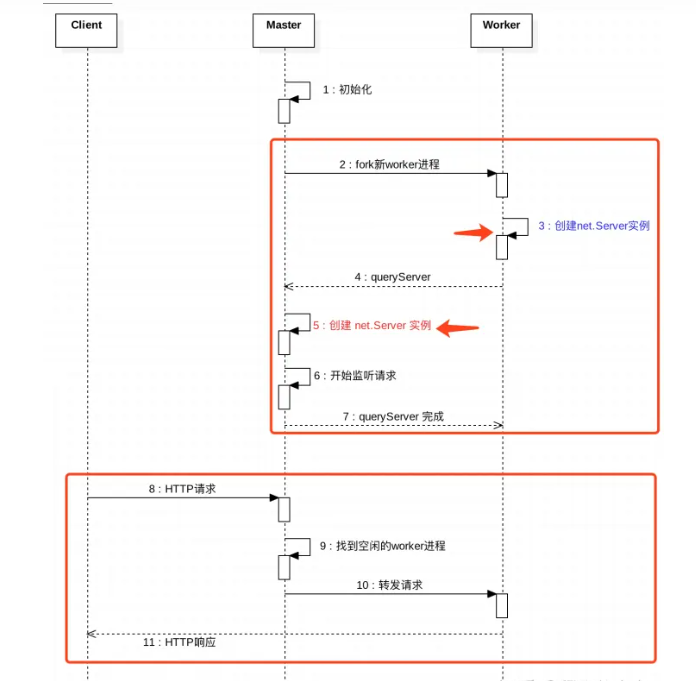 Client
Master
Worker
1：初始化
2：fork新worker进程
3：创建net.Server实例
4：queryServer
5：创建 net.Server 实例
6：开始监听请求
7：queryServer 完成
8：HTTP请求
9：找到空闲的worker进程
10：转发请求
11：HTTP响应